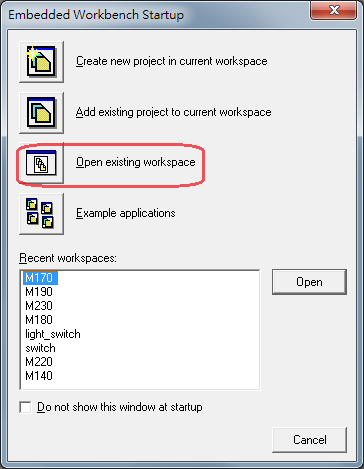 Embedded Workbench Startup
Create new project in current workspace
Add existing project to current workspace
Open existing workspace
Example applications
Recent workspaces:
M170
M190
M230
M180
light_switch
switch
M220
M140
Open
Do not show this window at startup
Cancel